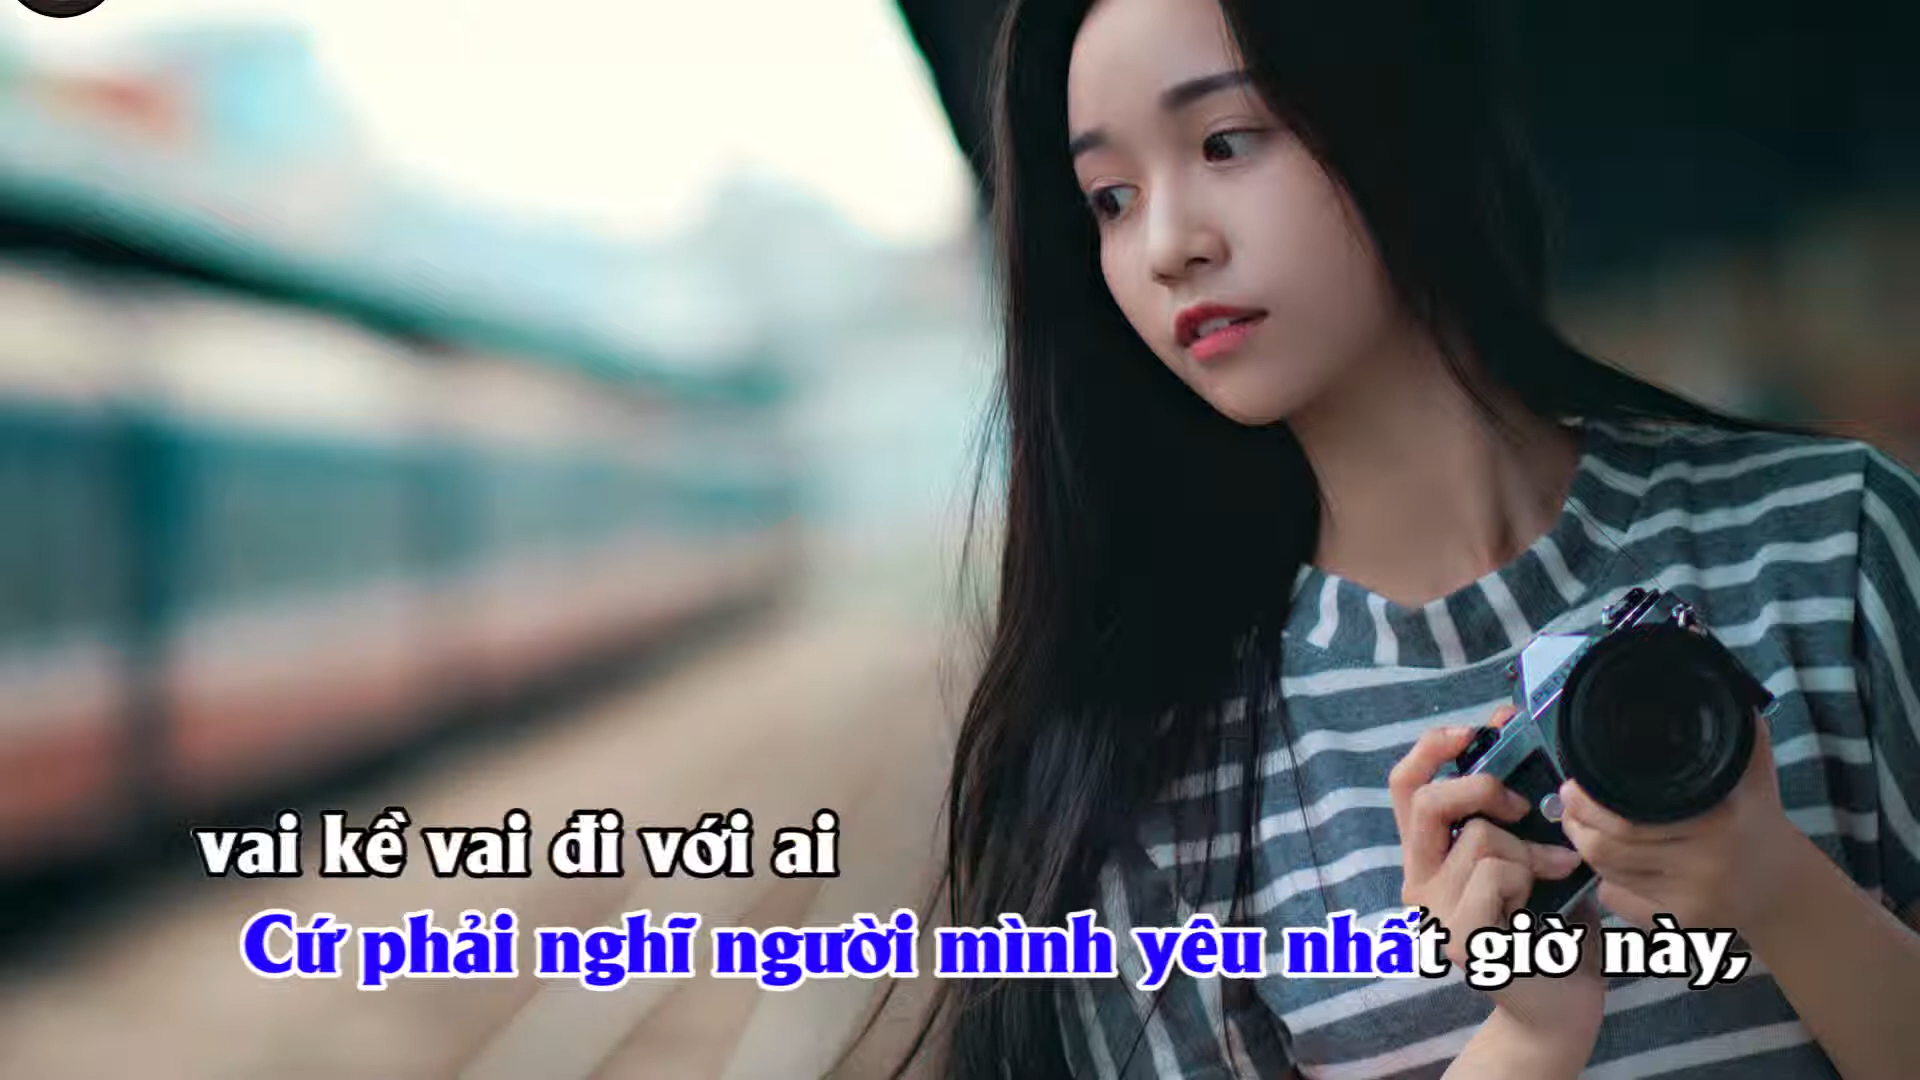 vai kề vai đi với ai
Cứ phải nghĩ người mình yêu nhất giờ này,